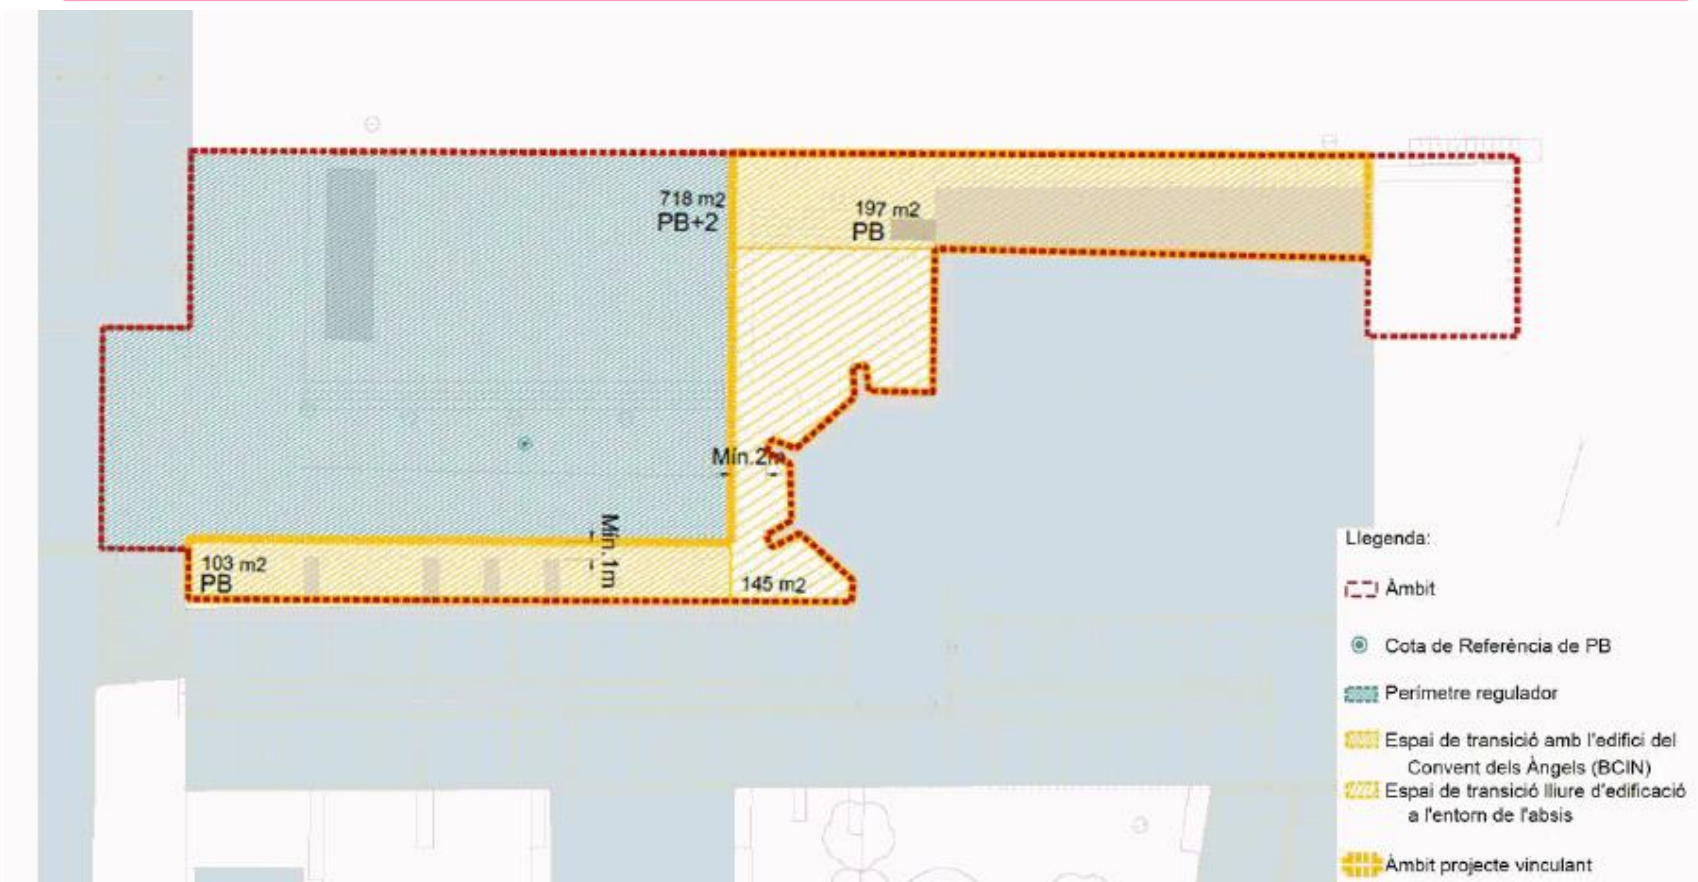 718 m2
PB+2
197 m2
PB
Mín.2m
Mín.1m
103 m2
PB
145 m2
Llegenda:
Àmbit
Cota de Referència de PB
Perímetre regulador
Espai de transició amb l'edifici del
Convent dels Àngels (BCIN)
Espai de transició lliure d'edificació
a l'entorn de l'absis
Àmbit projecte vinculant